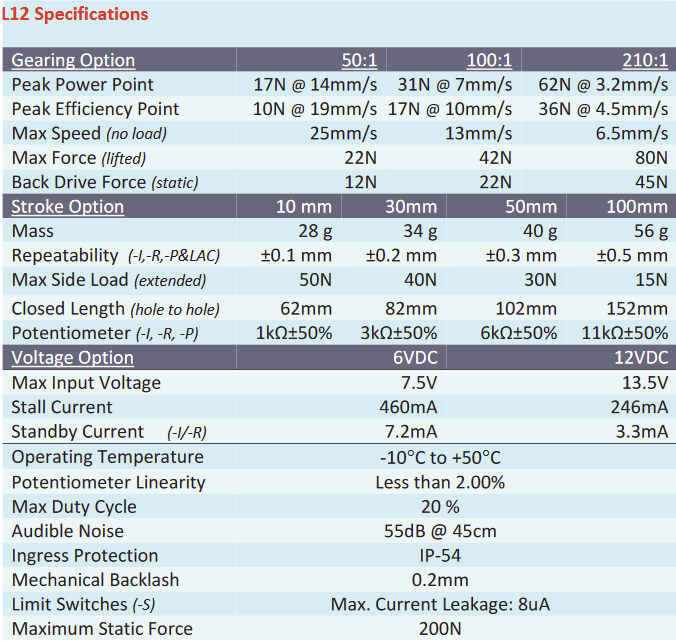 L12 Specifications
Gearing Option 50:1 100:1 210:1
Peak Power Point 17N @ 14mm/s 31N @ 7mm/s 62N @ 3.2mm/s
Peak Efficiency Point 10N @ 19mm/s 17N @ 10mm/s 36N @ 4.5mm/s
Max Speed (no load) 25mm/s 13mm/s 6.5mm/s
Max Force (lifted) 22N 42N 80N
Back Drive Force (static) 12N 22N 45N
Stroke Option 10 mm 30mm 50mm 100mm
Mass 28 g 34 g 40 g 56 g
Repeatability (-I,-R,-P&LAC) ±0.1 mm ±0.2 mm ±0.3 mm ±0.5 mm
Max Side Load (extended) 50N 40N 30N 15N
Closed Length (hole to hole) 62mm 82mm 102mm 152mm
Potentiometer (-I, -R, -P) 1kΩ±50% 3kΩ±50% 6kΩ±50% 11kΩ±50%
Voltage Option 6VDC 12VDC
Max Input Voltage 7.5V 13.5V
Stall Current 460mA 246mA
Standby Current (-I/-R) 7.2mA 3.3mA
Operating Temperature -10°C to +50°C
Potentiometer Linearity Less than 2.00%
Max Duty Cycle 20 %
Audible Noise 55dB @ 45cm
Ingress Protection IP-54
Mechanical Backlash 0.2mm
Limit Switches (-S) Max. Current Leakage: 8uA
Maximum Static Force 200N